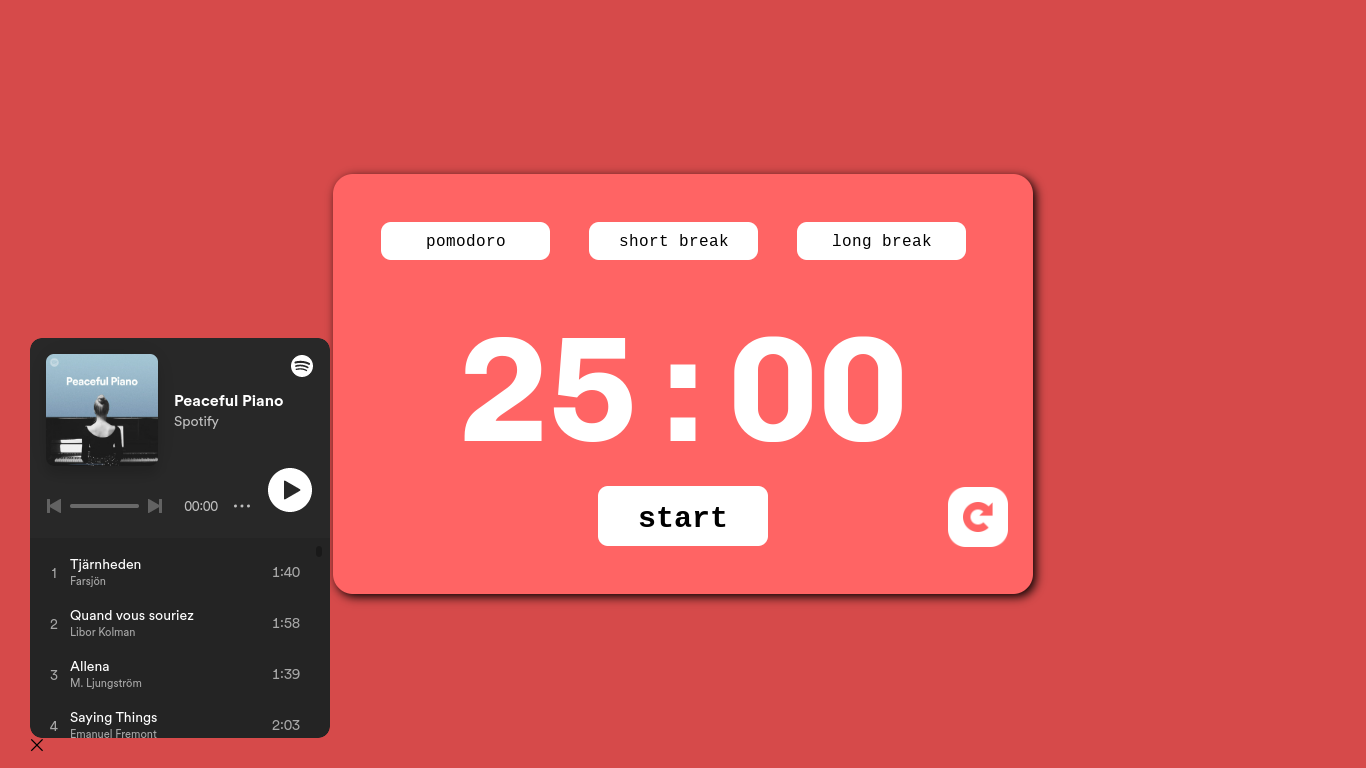 pomodoro short break long break
25:00
start
Peaceful Piano
Peaceful Piano
Spotify
00:00
1 Tjärnheden 1:40
Farsjön
2 Quand vous souriez 1:58
Libor Kolman
3 Allena 1:39
M. Ljungström
4 Saying Things 2:03
Emanuel Fremont